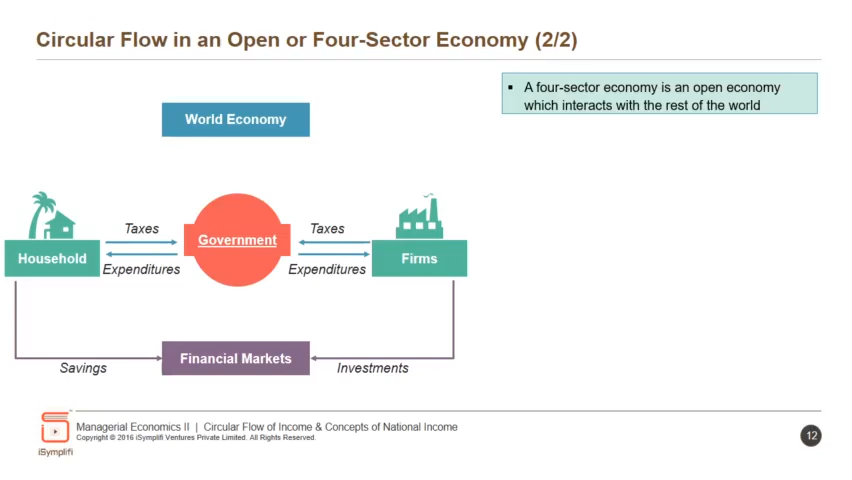 Circular Flow in an Open or Four-Sector Economy (2/2)
▪ A four-sector economy is an open economy
which interacts with the rest of the world
World Economy
Taxes
Government
Taxes
Household
Expenditures
Expenditures
Firms
Financial Markets
Savings
Investments
iSymplifi
Managerial Economics II | Circular Flow of Income & Concepts of National Income
Copyright © 2016 iSymplifi Ventures Private Limited. All Rights Reserved.
12